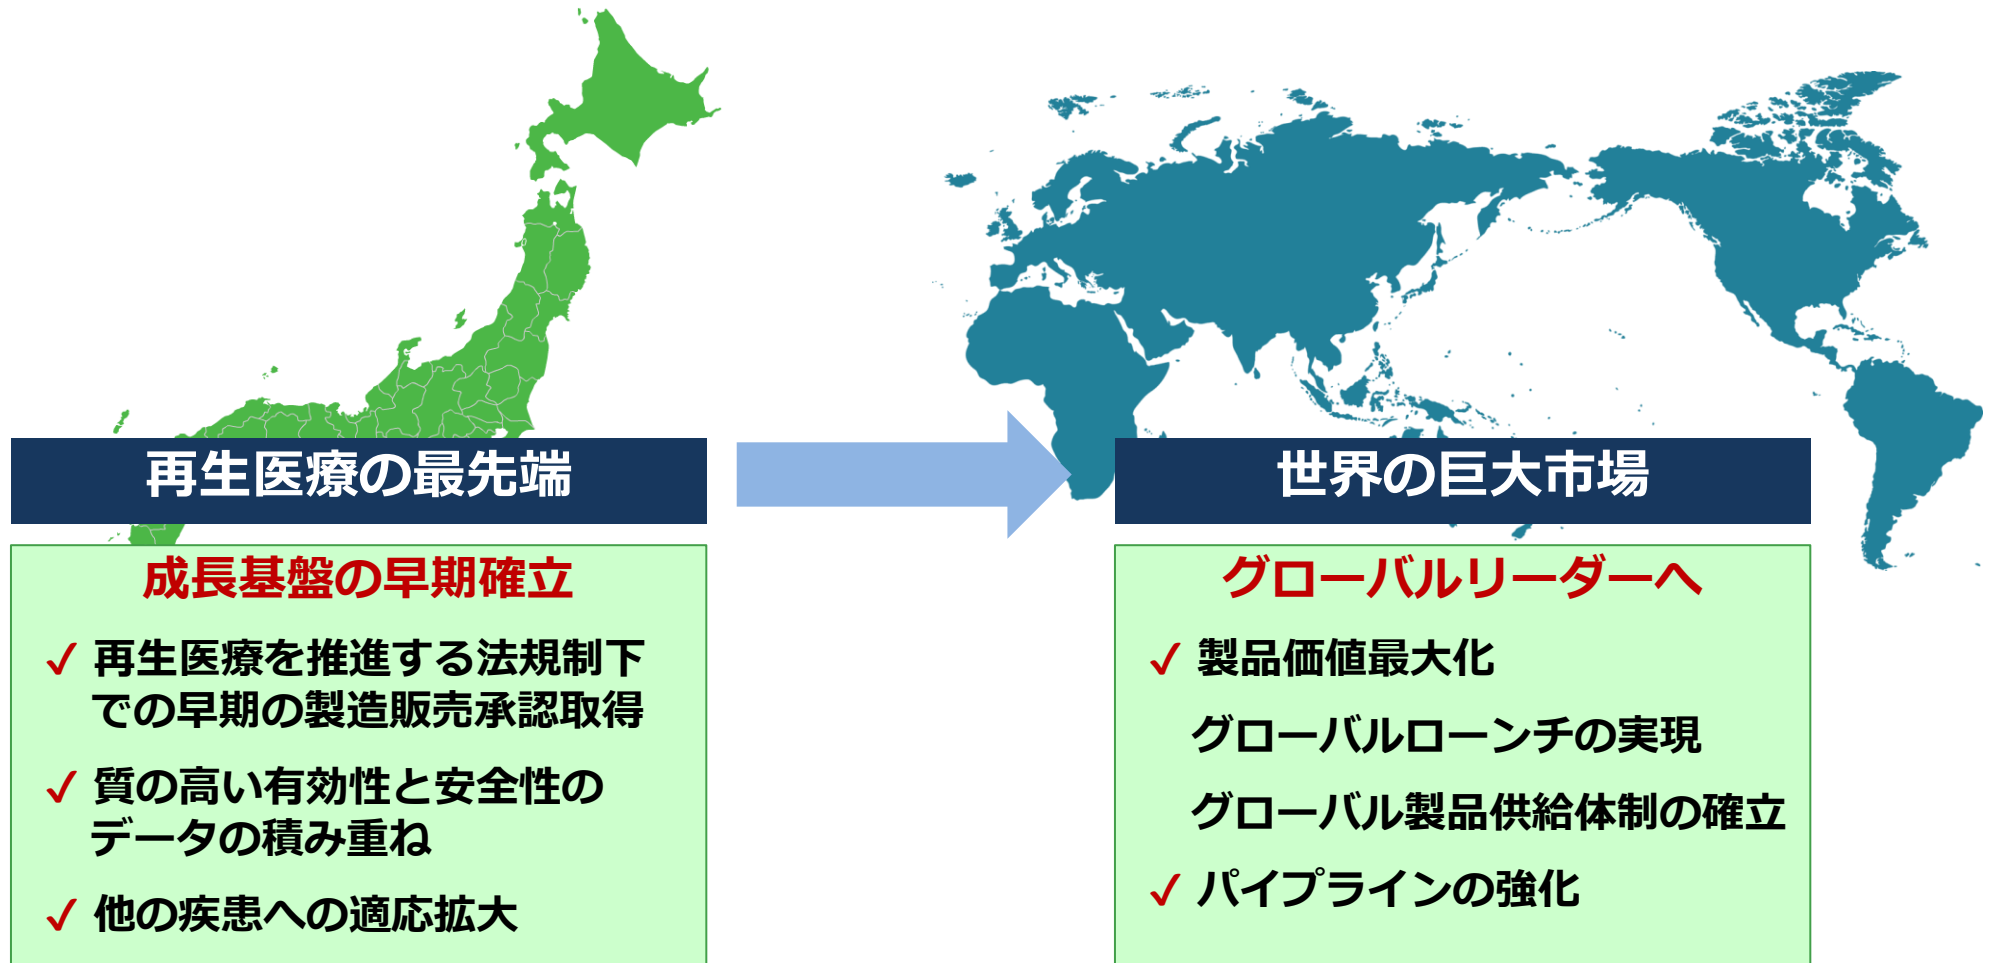 再生医療の最先端
成長基盤の早期確立
✓ 再生医療を推進する法規制下
での早期の製造販売承認取得
✓ 質の高い有効性と安全性の
データの積み重ね
✓ 他の疾患への適応拡大
世界の巨大市場
グローバルリーダーへ
✓ 製品価値最大化
グローバルローンチの実現
グローバル製品供給体制の確立
✓ パイプラインの強化